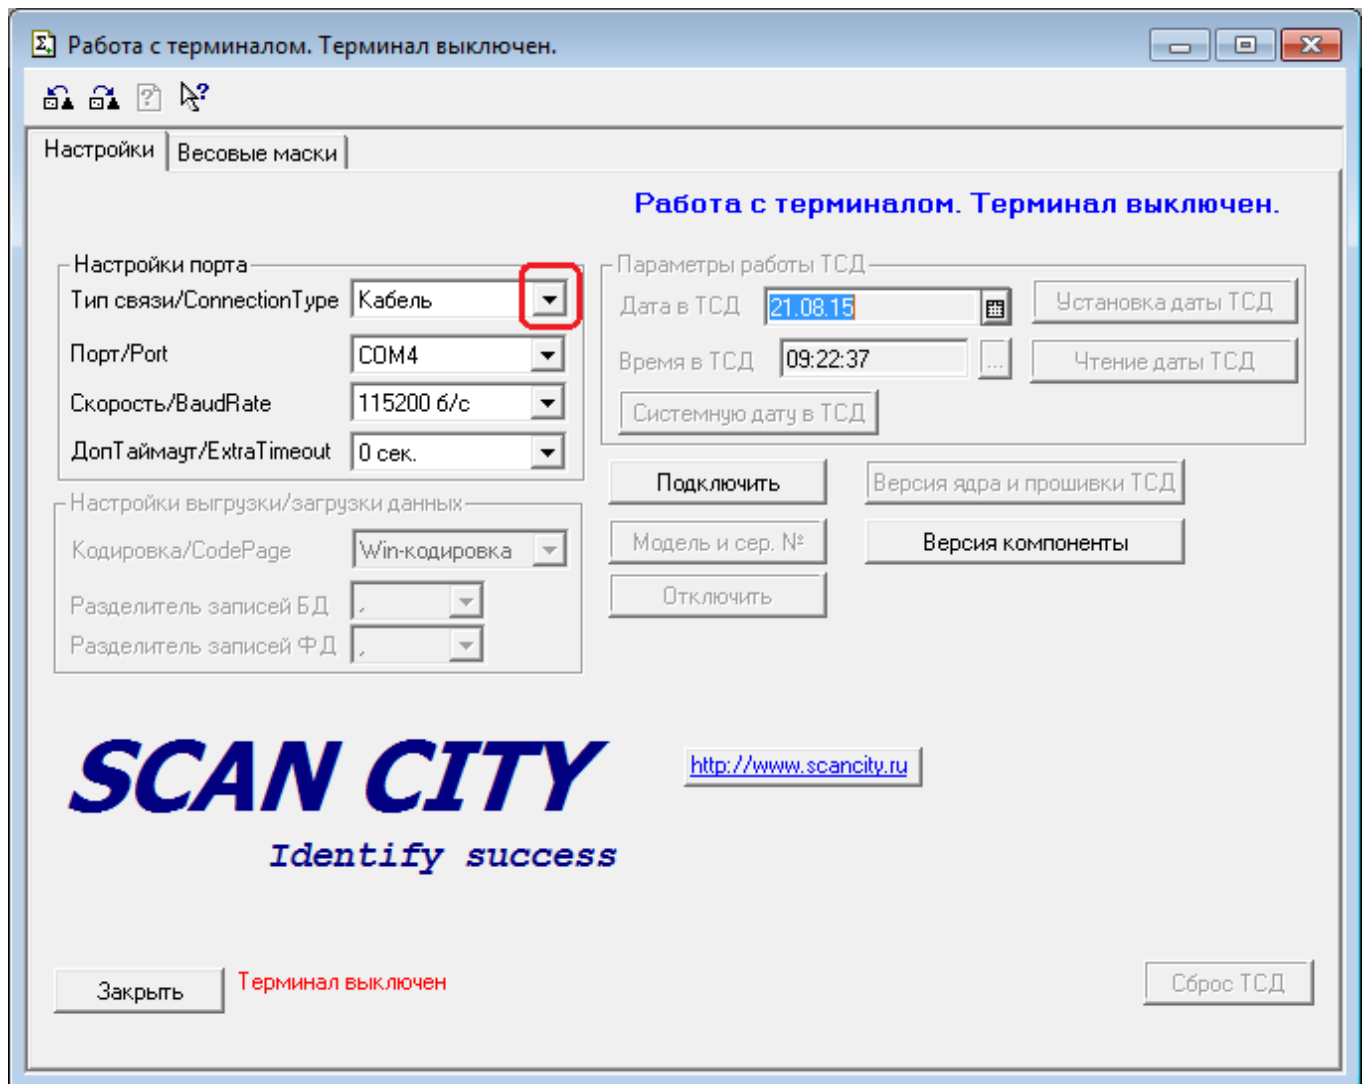 Работа с терминалом. Терминал выключен.
Настройки
Весовые маски
Работа с терминалом. Терминал выключен.
Настройки порта
Тип связи/ConnectionType Кабель
Порт/Port COM4
Скорость/BaudRate 115200 б/с
ДопТаймаут/ExtraTimeout 0 сек.
Параметры работы ТСД
Дата в ТСД 21.08.15 Установка даты ТСД
Время в ТСД 09:22:37 ... Чтение даты ТСД
Системную дату в ТСД
Настройки выгрузки/загрузки данных
Кодировка/CodePage Win-кодировка
Разделитель записей БД ,
Разделитель записей ФД ,
Подключить Версия ядра и прошивки ТСД
Модель и сер. № Версия компоненты
Отключить
SCAN CITY
Identify success
http://www.scancity.ru
Закрыть Терминал выключен Сброс ТСД